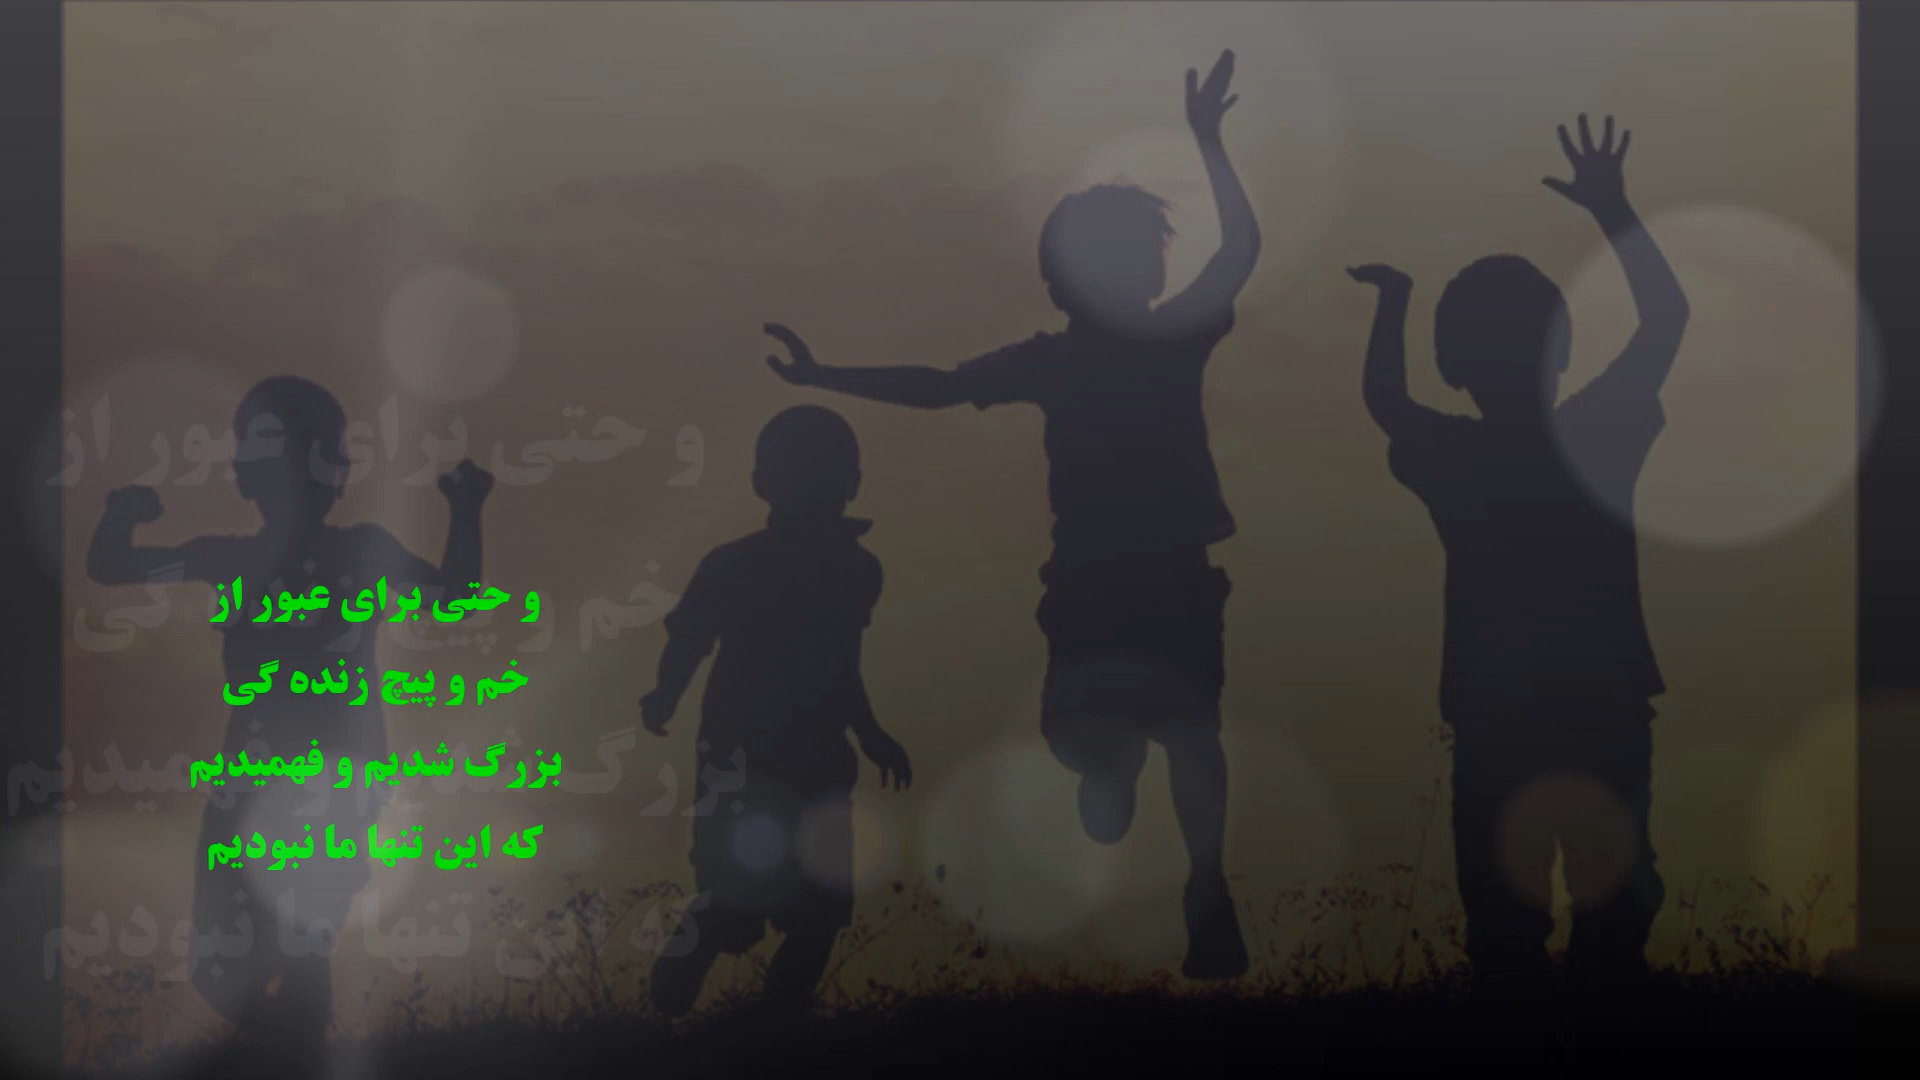 و حتی برای عبور از
خم و پیچ زنده گی
بزرگ شدیم و فهمیدیم
که این تنها ما نبودیم